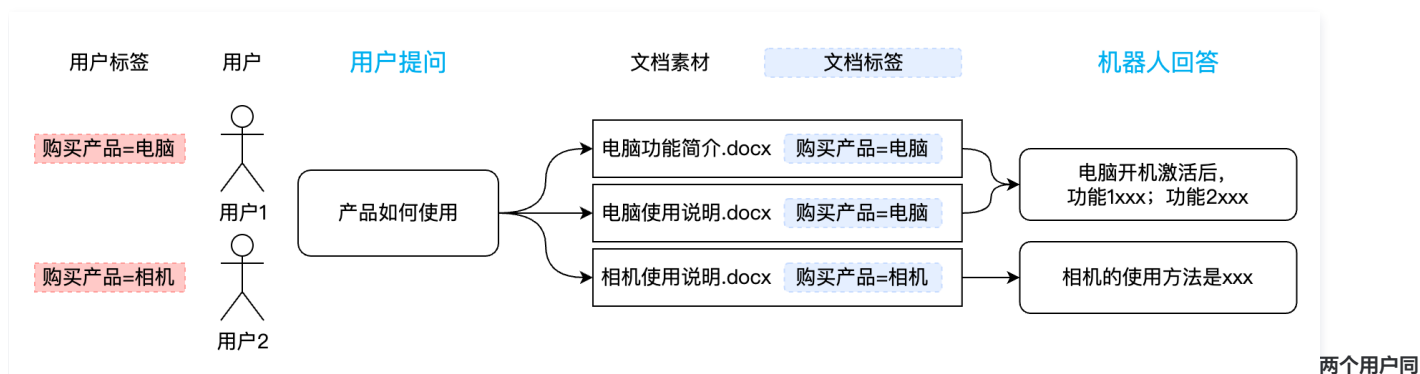 用户标签 用户 用户提问 文档素材 文档标签 机器人回答
购买产品=电脑
用户1
购买产品=相机
用户2
产品如何使用
电脑功能简介.docx 购买产品=电脑
电脑使用说明.docx 购买产品=电脑
相机使用说明.docx 购买产品=相机
电脑开机激活后，
功能1xxx；功能2xxx
相机的使用方法是xxx
两个用户同